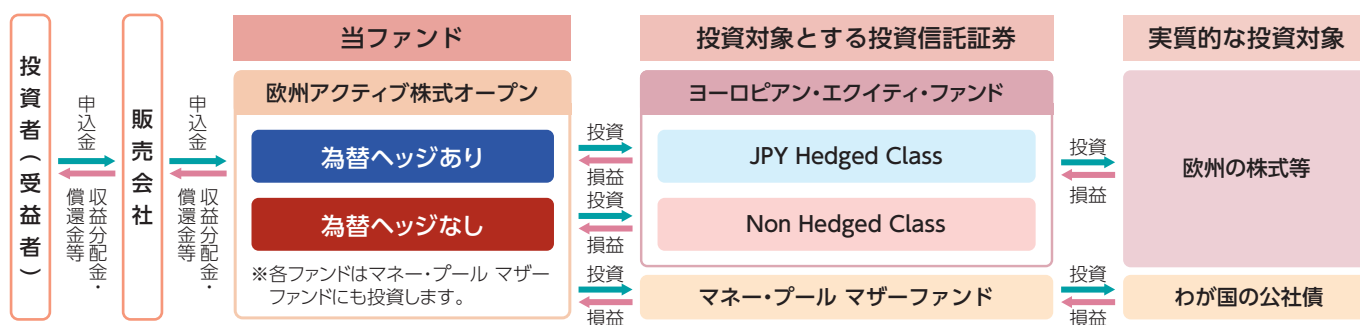 投資者(受益者)
申込金
収益分配金・
償還金等
販売会社
申込金
収益分配金・
償還金等
当ファンド
欧州アクティブ株式オープン
為替ヘッジあり
為替ヘッジなし
※各ファンドはマネー・プール マザー
ファンドにも投資します。
投資
損益
投資
損益
投資
損益
投資対象とする投資信託証券
ヨーロピアン・エクイティ・ファンド
JPY Hedged Class
Non Hedged Class
マネー・プール マザーファンド
投資
損益
投資
損益
実質的な投資対象
欧州の株式等
わが国の公社債